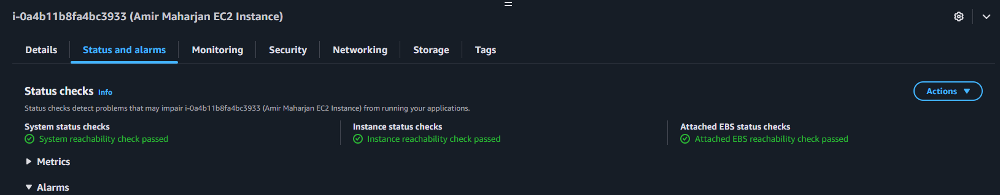 i-0a4b11b8fa4bc3933 (Amir Maharjan EC2 Instance)
Details Status and alarms Monitoring Security Networking Storage Tags
Status checks Info
Actions
Status checks detect problems that may impair i-0a4b11b8fa4bc3933 (Amir Maharjan EC2 Instance) from running your applications.
System status checks Instance status checks Attached EBS status checks
System reachability check passed Instance reachability check passed Attached EBS reachability check passed
Metrics
Alarms